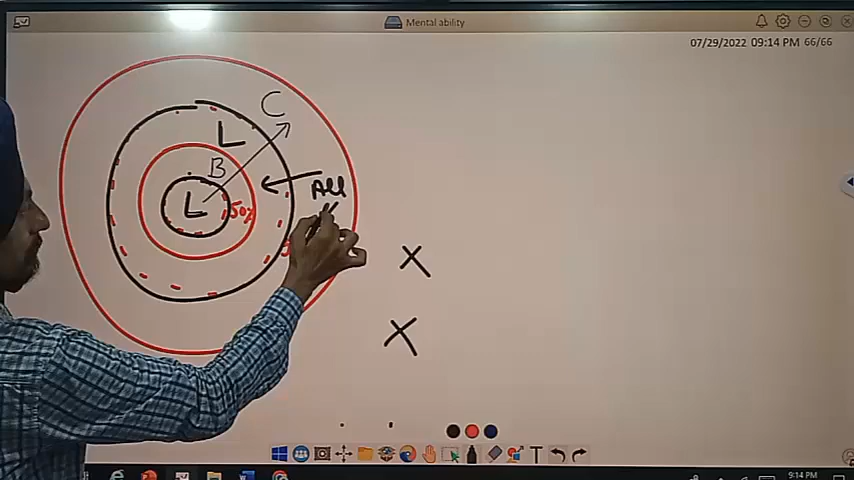 Mental ability
07/29/2022 09:14 PM 66/66
C
L
B
All
L
50%
X
X
T
9:14 PM